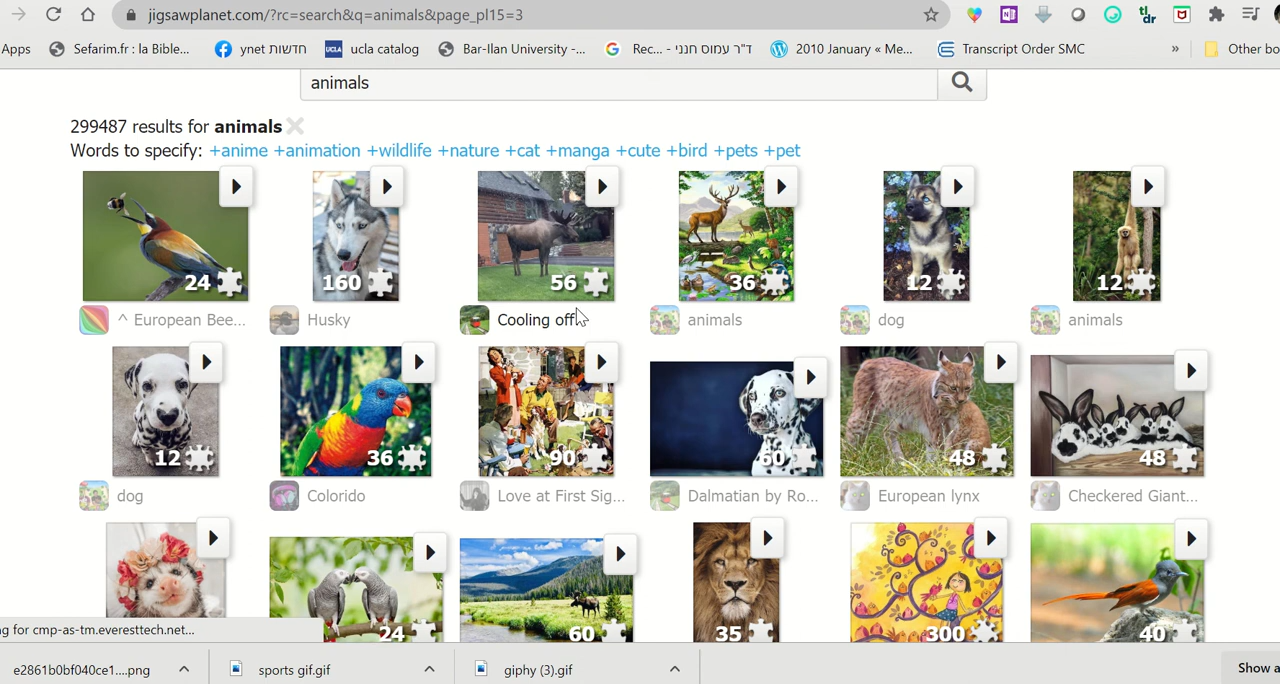 jigsawplanet.com/?rc=search&q=animals&page_pl15=3
Apps Sefarim.fr : la Bible... ynet חדשות UCLA ucla catalog Bar-Ilan University -... Rec... - ד"ר עמוס חנני 2010 January « Me... Transcript Order SMC » Other bo
animals
299487 results for animals
Words to specify: +anime +animation +wildlife +nature +cat +manga +cute +bird +pets +pet
24 160 56 36 12 12
^ European Bee... Husky Cooling off animals dog animals
12 36 90 60 48 48
dog Colorido Love at First Sig... Dalmatian by Ro... European lynx Checkered Giant...
24 60 35 300 40
ng for cmp-as-tm.everesttech.net...
e2861b0bf040ce1....png sports gif.gif giphy (3).gif Show a